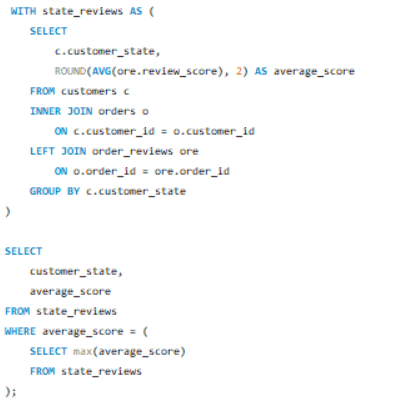 WITH state_reviews AS (
    SELECT
        c.customer_state,
        ROUND(AVG(ore.review_score), 2) AS average_score
    FROM customers c
    INNER JOIN orders o
        ON c.customer_id = o.customer_id
    LEFT JOIN order_reviews ore
        ON o.order_id = ore.order_id
    GROUP BY c.customer_state
)

SELECT
    customer_state,
    average_score
FROM state_reviews
WHERE average_score = (
    SELECT max(average_score)
    FROM state_reviews
);